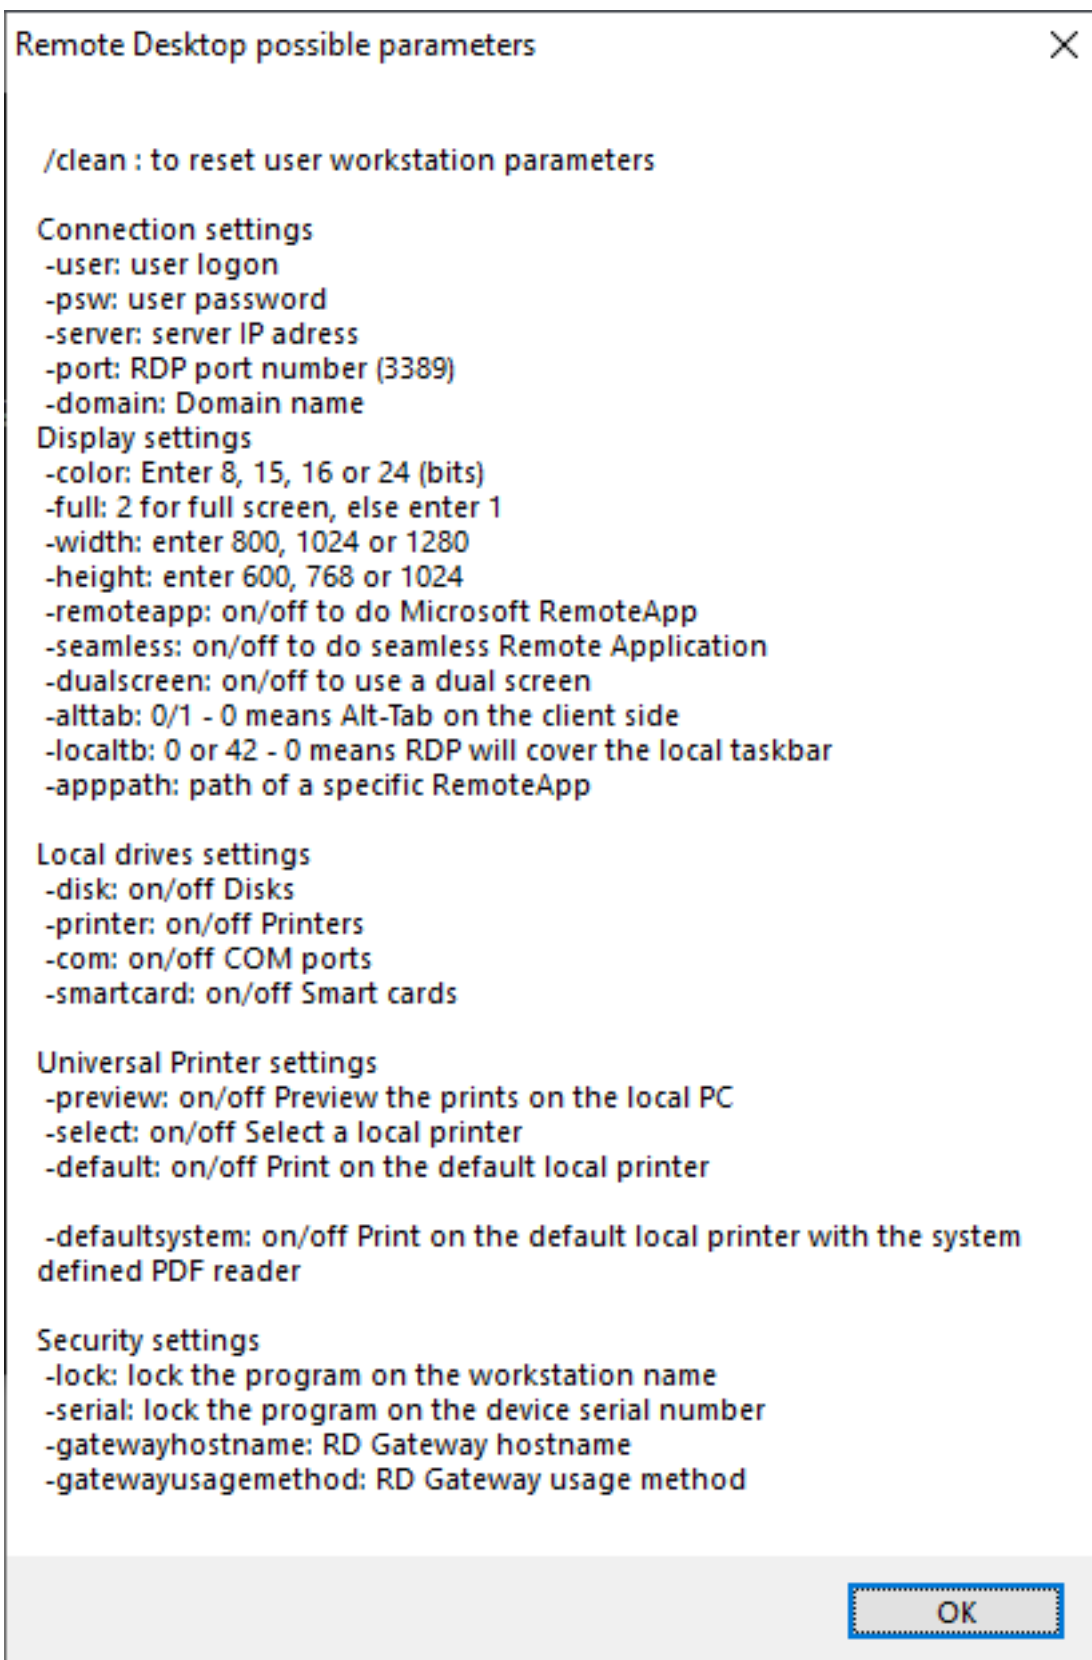 Remote Desktop possible parameters
/clean : to reset user workstation parameters
Connection settings
-user: user logon
-psw: user password
-server: server IP adress
-port: RDP port number (3389)
-domain: Domain name
Display settings
-color: Enter 8, 15, 16 or 24 (bits)
-full: 2 for full screen, else enter 1
-width: enter 800, 1024 or 1280
-height: enter 600, 768 or 1024
-remoteapp: on/off to do Microsoft RemoteApp
-seamless: on/off to do seamless Remote Application
-dualscreen: on/off to use a dual screen
-alttab: 0/1 - 0 means Alt-Tab on the client side
-localtb: 0 or 42 - 0 means RDP will cover the local taskbar
-apppath: path of a specific RemoteApp
Local drives settings
-disk: on/off Disks
-printer: on/off Printers
-com: on/off COM ports
-smartcard: on/off Smart cards
Universal Printer settings
-preview: on/off Preview the prints on the local PC
-select: on/off Select a local printer
-default: on/off Print on the default local printer
-defaultsystem: on/off Print on the default local printer with the system
defined PDF reader
Security settings
-lock: lock the program on the workstation name
-serial: lock the program on the device serial number
-gatewayhostname: RD Gateway hostname
-gatewayusagemethod: RD Gateway usage method
OK